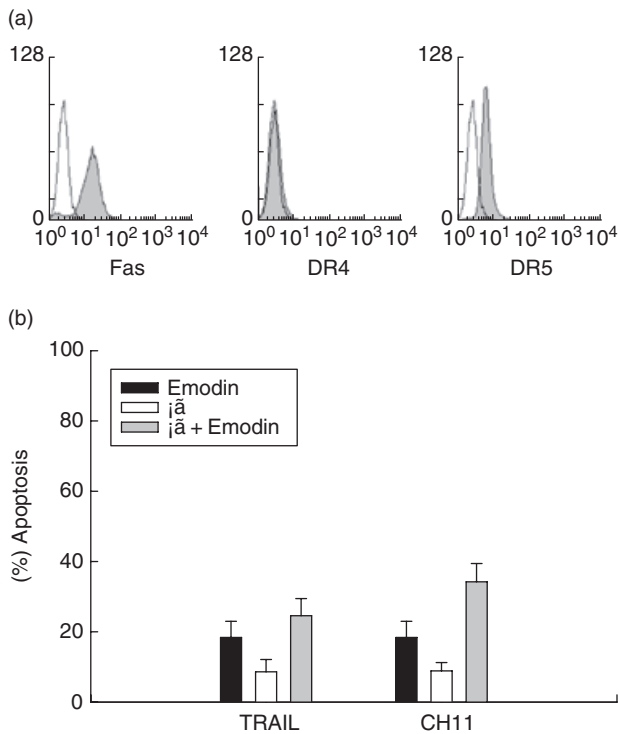 (a)
128 128 128
0 0 0
10⁰ 10¹ 10² 10³ 10⁴ 10⁰ 10¹ 10² 10³ 10⁴ 10⁰ 10¹ 10² 10³ 10⁴
Fas DR4 DR5
(b)
100
80
60
40
20
0
(%) Apoptosis
Emodin
¡ã
¡ã + Emodin
TRAIL CH11